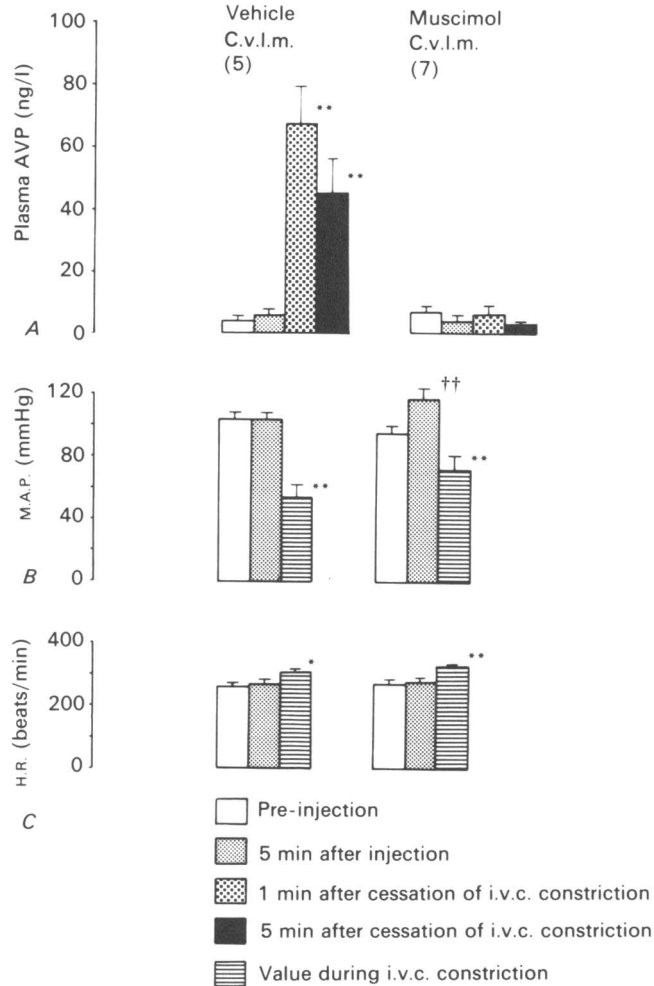 Vehicle
C.v.l.m.
(5)
Muscimol
C.v.l.m.
(7)
Plasma AVP (ng/l)
100
80
60
40
20
0
**
**
A
M.A.P. (mmHg)
120
80
40
0
**
††
**
B
H.R. (beats/min)
400
200
0
*
**
C
Pre-injection
5 min after injection
1 min after cessation of i.v.c. constriction
5 min after cessation of i.v.c. constriction
Value during i.v.c. constriction